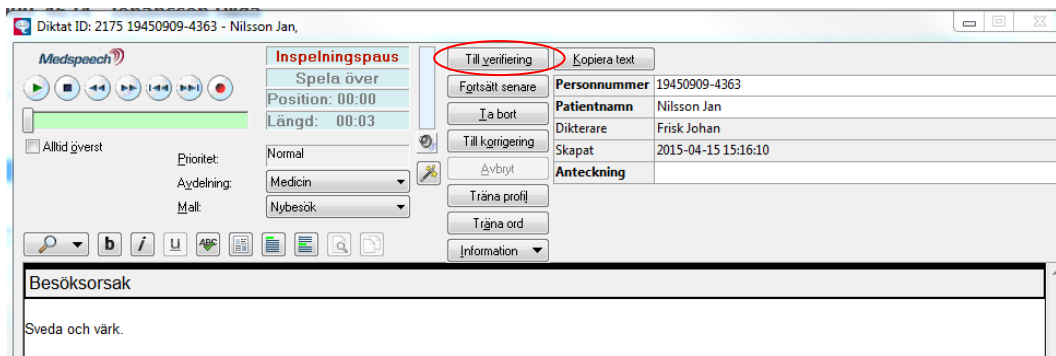 Diktat ID: 2175 19450909-4363 - Nilsson Jan,
Medspeech
Inspelningspaus
Spela över
Position: 00:00
Längd: 00:03
Alltid överst
Prioritet: Normal
Avdelning: Medicin
Mall: Nybesök
Till verifiering
Kopiera text
Fortsätt senare
Ta bort
Till korrigering
Avbryt
Träna profil
Träna ord
Information
Personnummer 19450909-4363
Patientnamn Nilsson Jan
Dikterare Frisk Johan
Skapat 2015-04-15 15:16:10
Anteckning
b i u ABC
Besöksorsak
Sveda och värk.